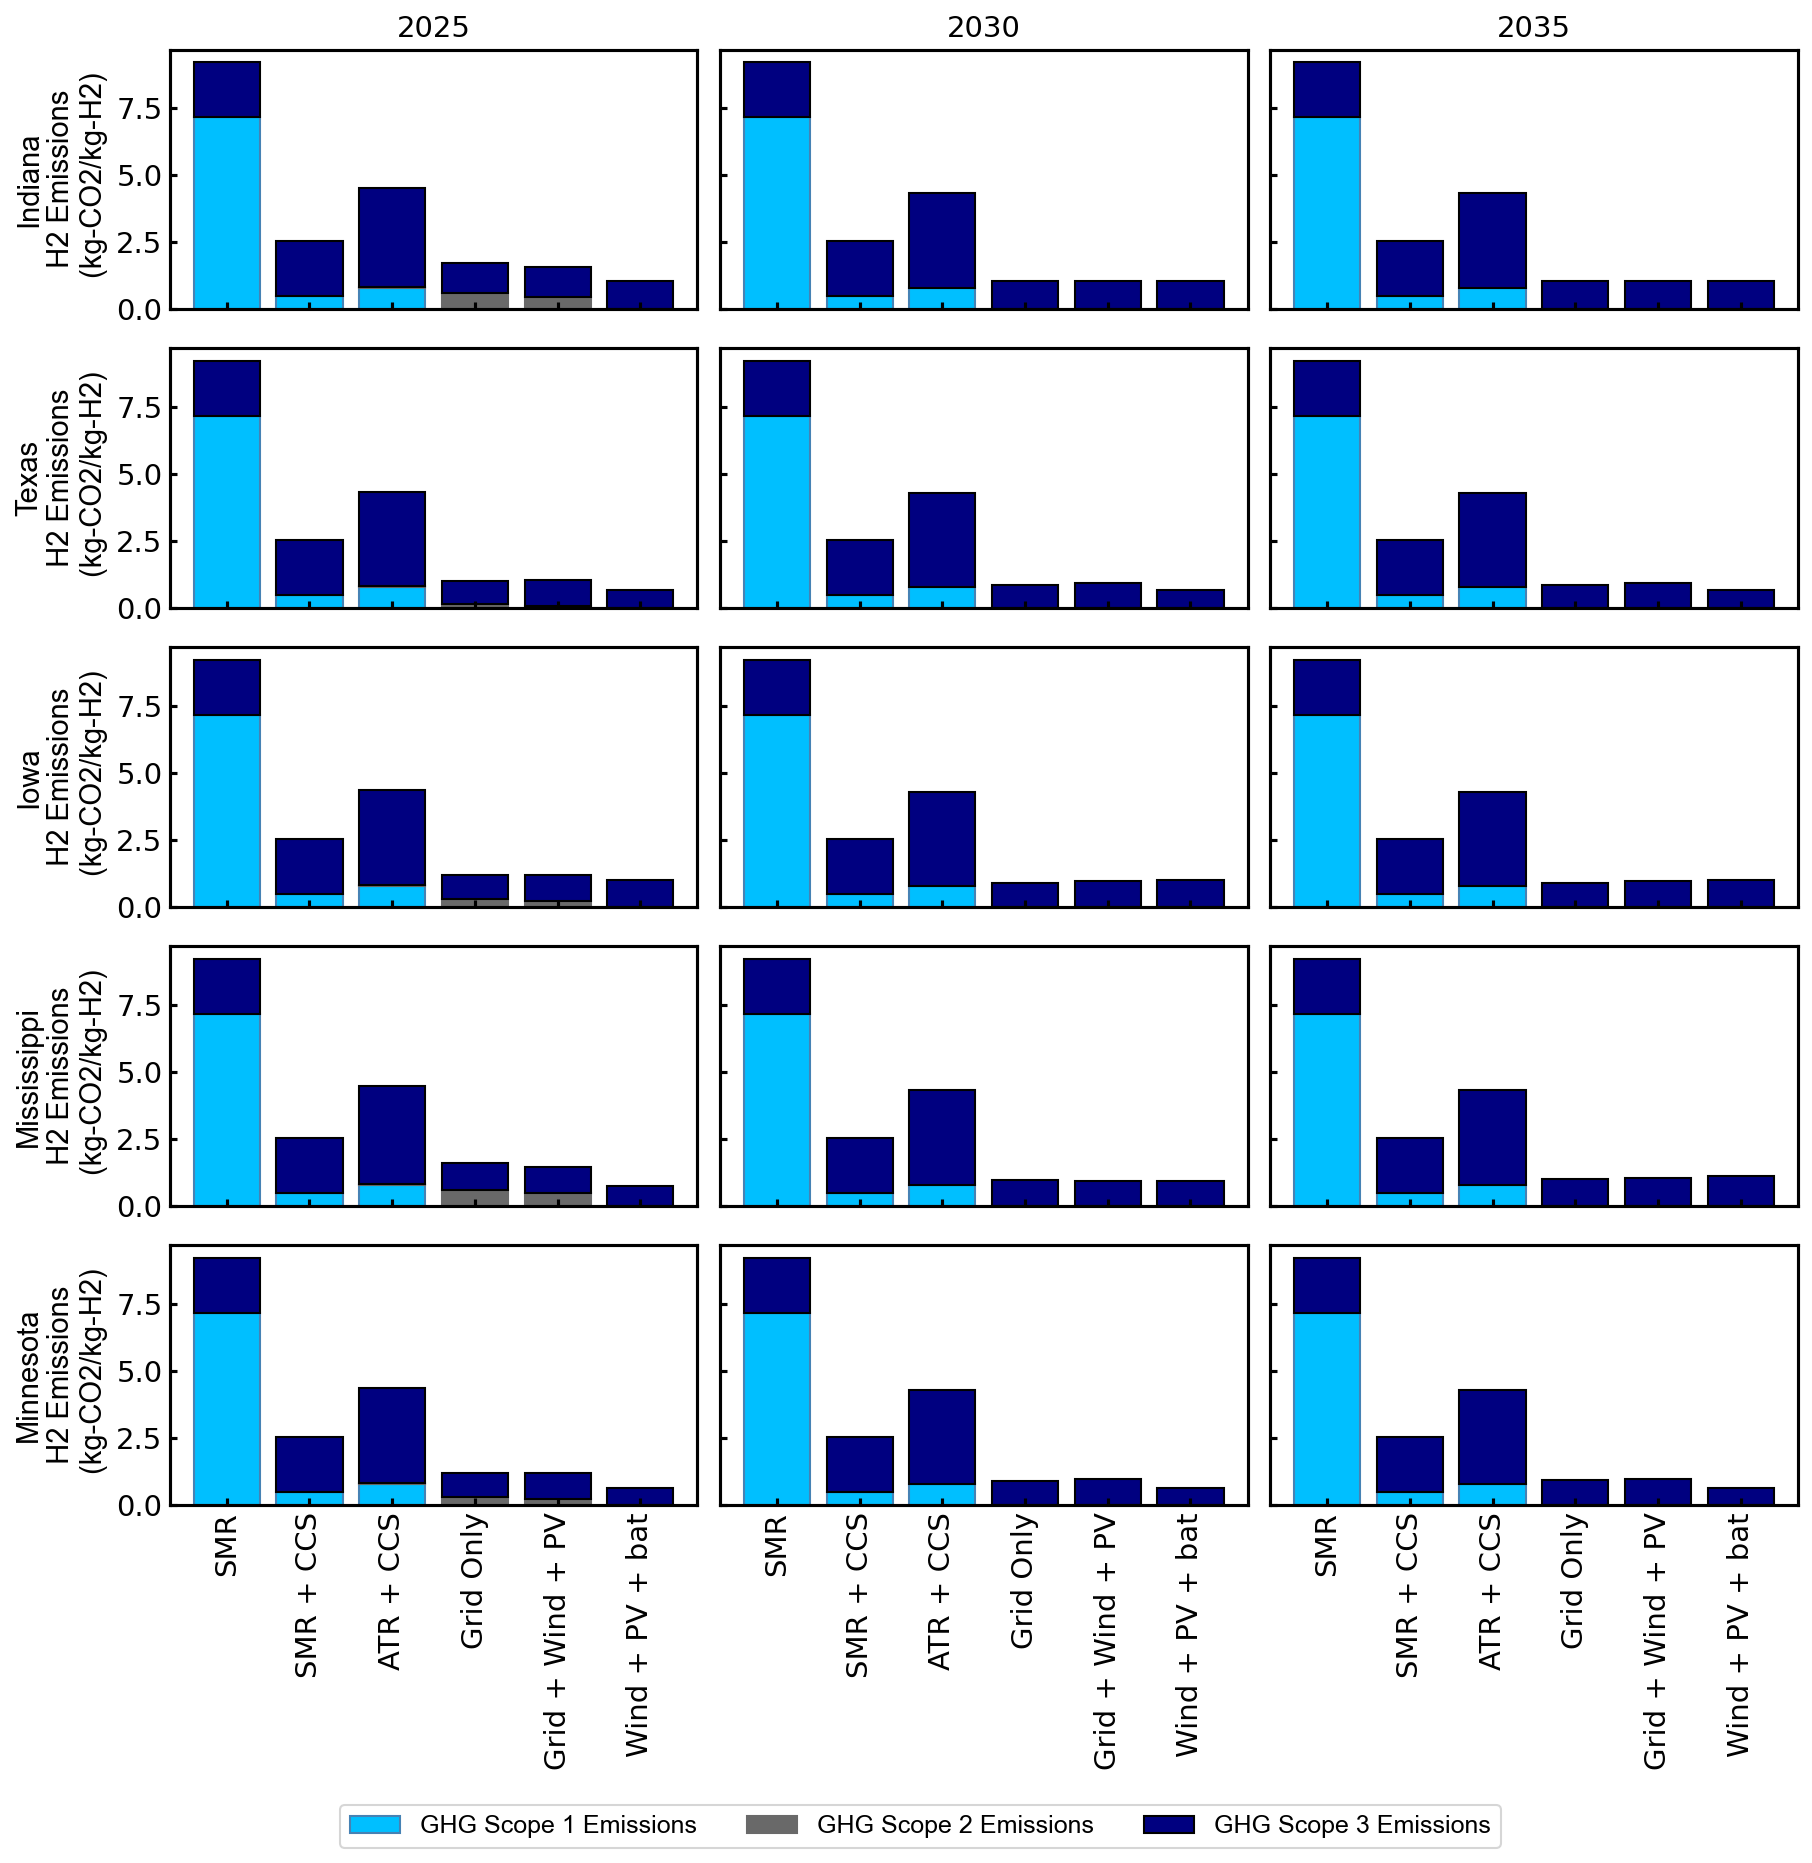 2025
2030
2035
Indiana
H2 Emissions
(kg-CO2/kg-H2)
7.5
5.0
2.5
0.0
Texas
H2 Emissions
(kg-CO2/kg-H2)
7.5
5.0
2.5
0.0
Iowa
H2 Emissions
(kg-CO2/kg-H2)
7.5
5.0
2.5
0.0
Mississippi
H2 Emissions
(kg-CO2/kg-H2)
7.5
5.0
2.5
0.0
Minnesota
H2 Emissions
(kg-CO2/kg-H2)
7.5
5.0
2.5
0.0
SMR
SMR + CCS
ATR + CCS
Grid Only
Grid + Wind + PV
Wind + PV + bat
SMR
SMR + CCS
ATR + CCS
Grid Only
Grid + Wind + PV
Wind + PV + bat
SMR
SMR + CCS
ATR + CCS
Grid Only
Grid + Wind + PV
Wind + PV + bat
GHG Scope 1 Emissions
GHG Scope 2 Emissions
GHG Scope 3 Emissions